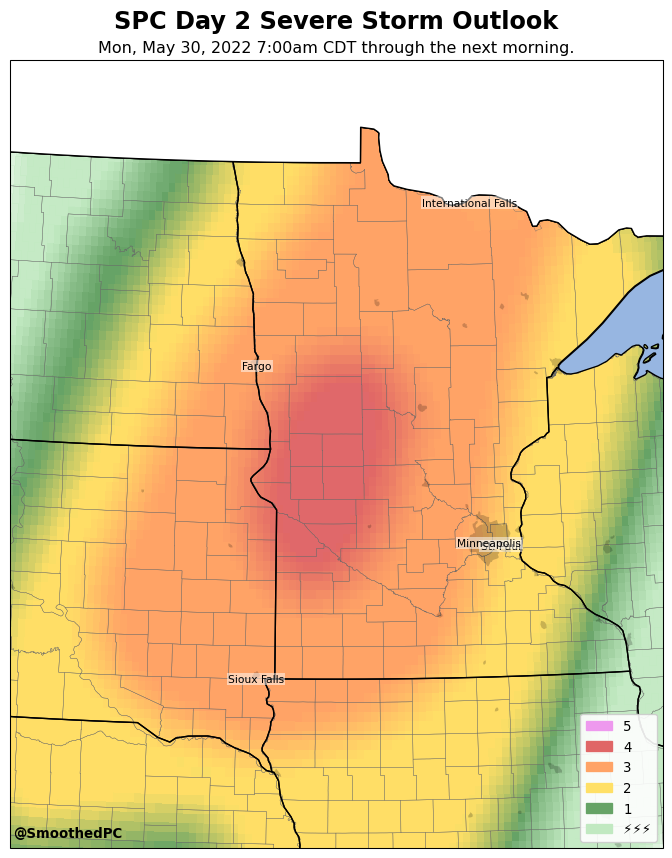 SPC Day 2 Severe Storm Outlook
Mon, May 30, 2022 7:00am CDT through the next morning.
International Falls
Fargo
Minneapolis
Sioux Falls
5
4
3
2
1
⚡⚡⚡
@SmoothedPC